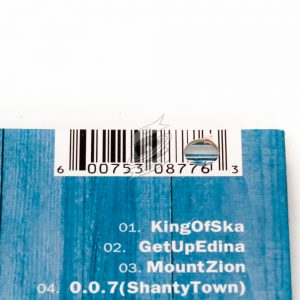 6 00753 08776 3
01. KingOfSka
02. GetUpEdina
03. MountZion
04. 0.0.7(ShantyTown)